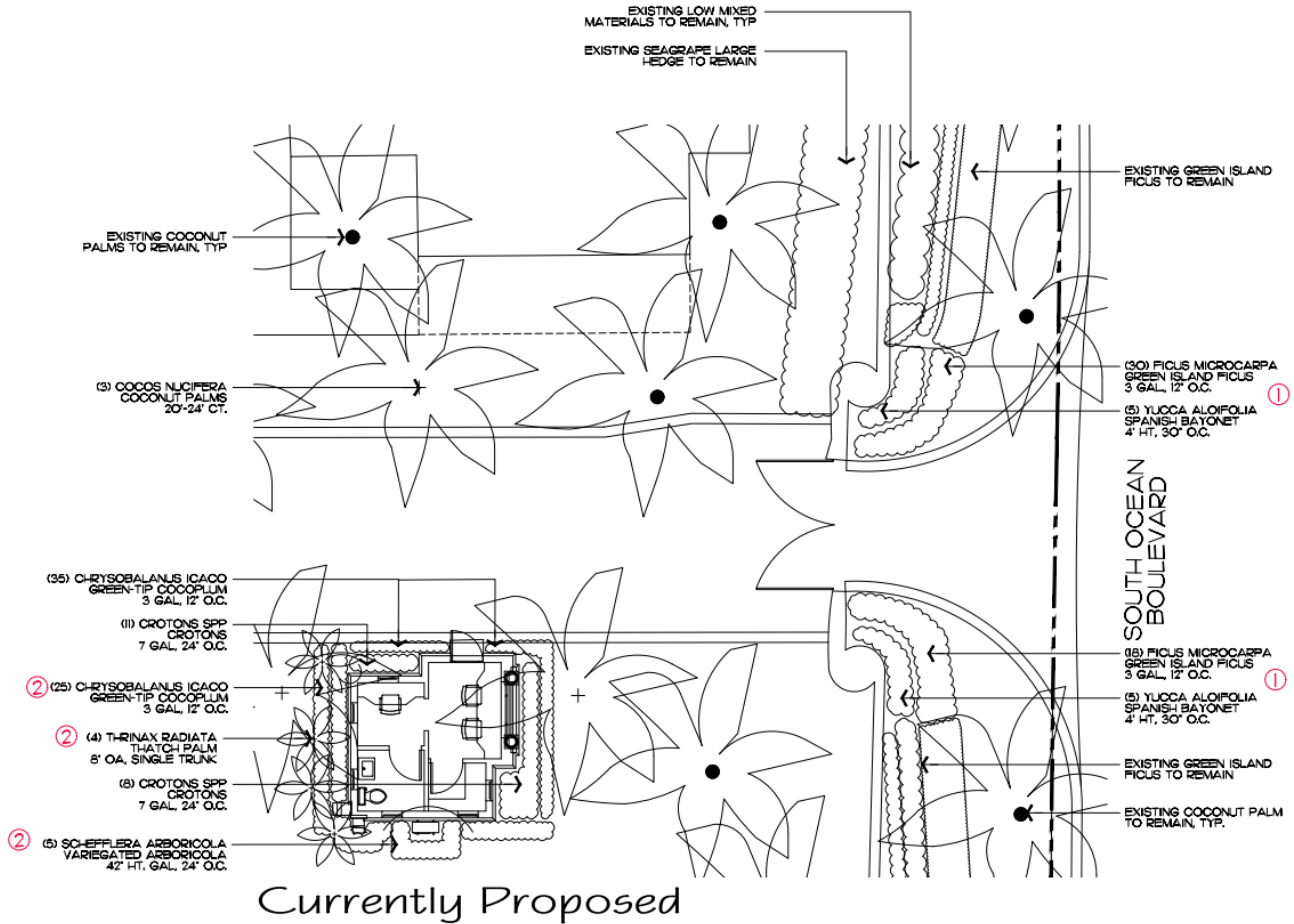 EXISTING LOW MIXED
MATERIALS TO REMAIN, TYP
EXISTING SEAGRAPE LARGE
HEDGE TO REMAIN
EXISTING GREEN ISLAND
FICUS TO REMAIN
EXISTING COCONUT
PALMS TO REMAIN, TYP
(3) COCOS NUCIFERA
COCONUT PALMS
20'-24' CT.
(30) FICUS MICROCARPA
GREEN ISLAND FICUS
3 GAL, 12" O.C.
1
(5) YUCCA ALOIFOLIA
SPANISH BAYONET
4' HT, 30" O.C.
SOUTH OCEAN
BOULEVARD
(35) CHRYSOBALANUS ICACO
GREEN-TIP COCOPLUM
3 GAL, 12" O.C.
(11) CROTONS SPP
CROTONS
7 GAL, 24" O.C.
2 (25) CHRYSOBALANUS ICACO
GREEN-TIP COCOPLUM
3 GAL, 12" O.C.
2 (4) THRINAX RADIATA
THATCH PALM
8' OA, SINGLE TRUNK
(8) CROTONS SPP
CROTONS
7 GAL, 24" O.C.
2 (5) SCHEFFLERA ARBORICOLA
VARIEGATED ARBORICOLA
42" HT, GAL, 24" O.C.
(18) FICUS MICROCARPA
GREEN ISLAND FICUS
3 GAL, 12" O.C.
1
(5) YUCCA ALOIFOLIA
SPANISH BAYONET
4' HT, 30" O.C.
EXISTING GREEN ISLAND
FICUS TO REMAIN
EXISTING COCONUT PALM
TO REMAIN, TYP.
Currently Proposed